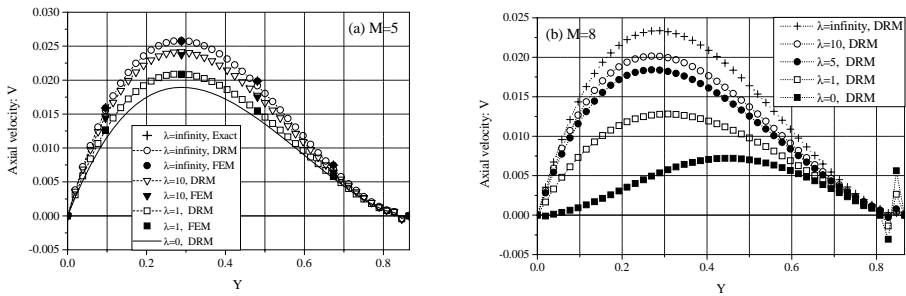 (a) M=5
Axial velocity: V
0.030
0.025
0.020
0.015
0.010
0.005
0.000
-0.005
0.0
0.2
0.4
0.6
0.8
Y
λ=infinity, Exact
λ=infinity, DRM
λ=infinity, FEM
λ=10, DRM
λ=10, FEM
λ=1, DRM
λ=1, FEM
λ=0, DRM
(b) M=8
Axial velocity: V
0.025
0.020
0.015
0.010
0.005
0.000
-0.005
0.0
0.2
0.4
0.6
0.8
Y
λ=infinity, DRM
λ=10, DRM
λ=5, DRM
λ=1, DRM
λ=0, DRM